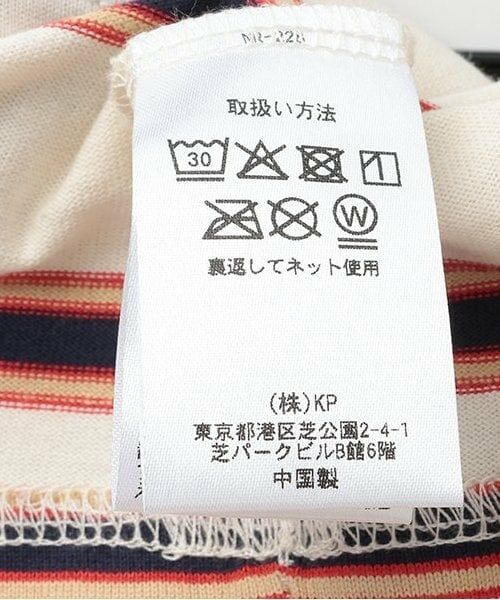 取扱い方法
30
W
裏返してネット使用
(株)KP
東京都港区芝公園2-4-1
芝パークビルB館6階
中国製